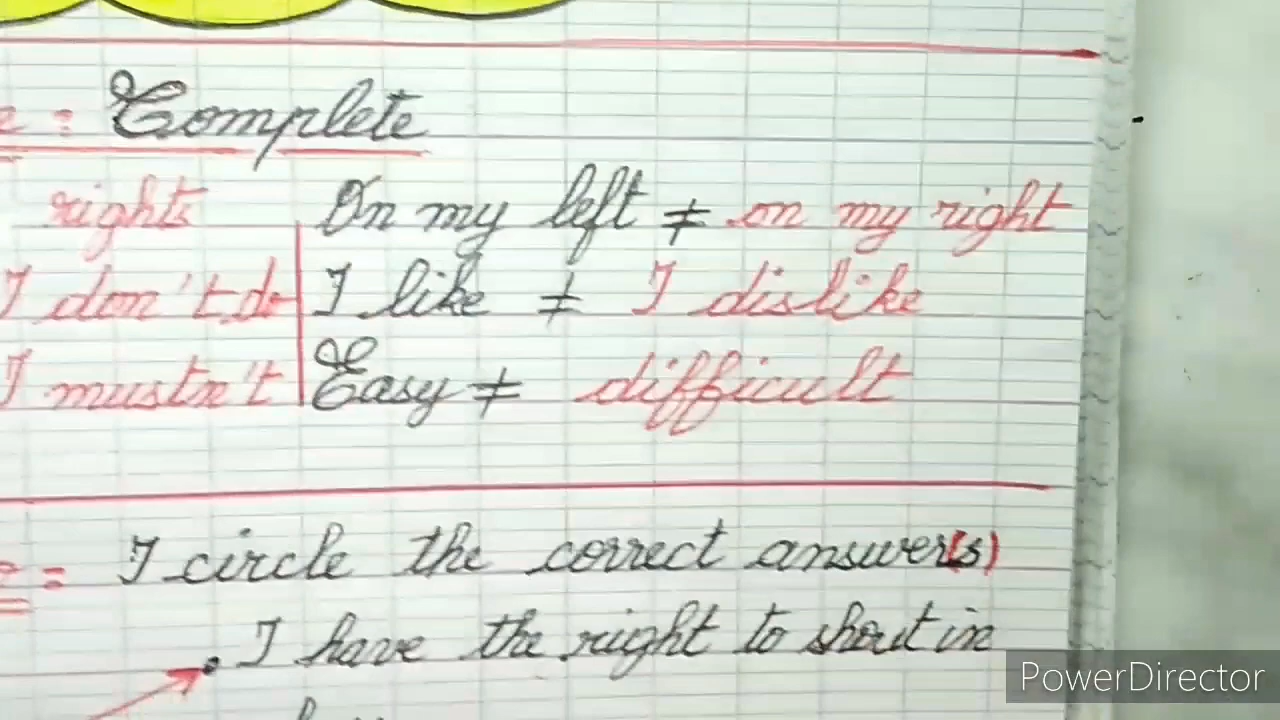 e : Complete
rights On my left ≠ on my right
I don't do I like ≠ I dislike
I mustn't Easy ≠ difficult
e = I circle the correct answer(s)
. I have the right to shout in
PowerDirector